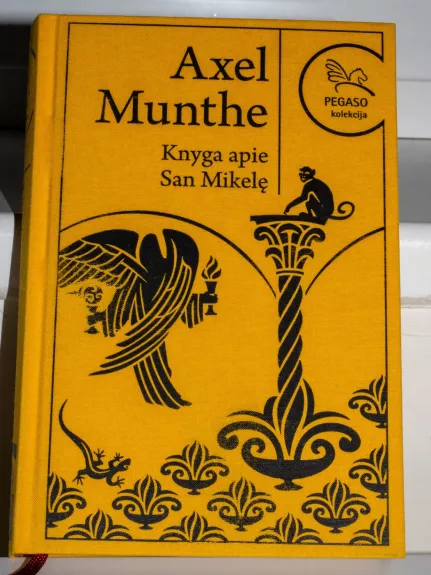 Axel
Munthe
Knyga apie
San Mikelę
PEGASO
kolekcija